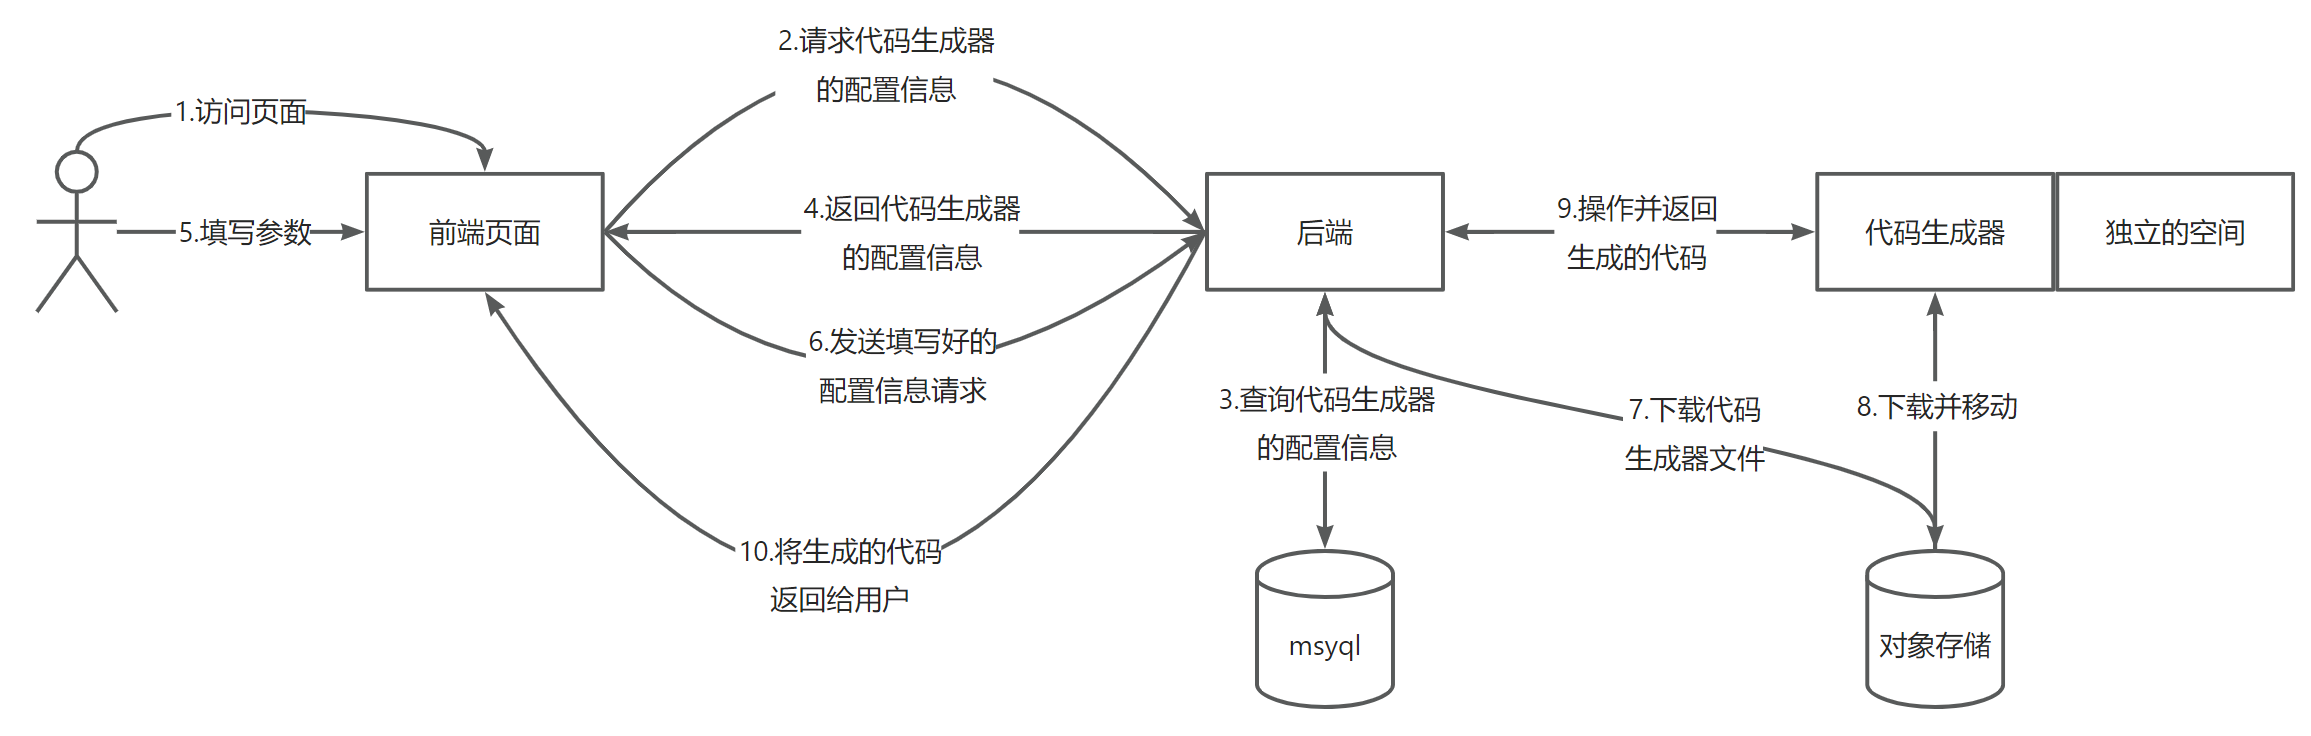 2.请求代码生成器
的配置信息
1.访问页面
5.填写参数
前端页面
4.返回代码生成器
的配置信息
后端
9.操作并返回
生成的代码
代码生成器
独立的空间
6.发送填写好的
配置信息请求
3.查询代码生成器
的配置信息
7.下载代码
生成器文件
8.下载并移动
10.将生成的代码
返回给用户
msyql
对象存储